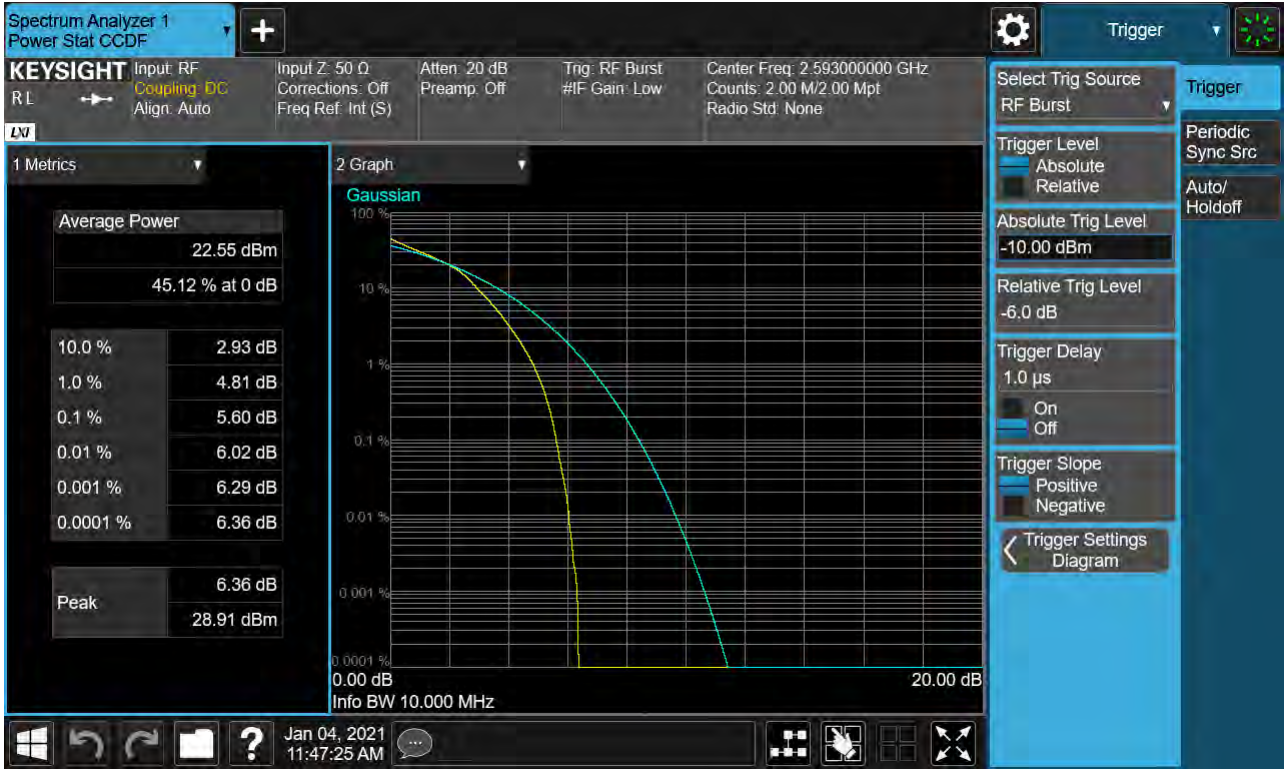 Spectrum Analyzer 1
Power Stat CCDF
+
Trigger
KEYSIGHT
R L
LXI
Input: RF
Coupling: DC
Align: Auto
Input Z: 50 Ω
Corrections: Off
Freq Ref: Int (S)
Atten: 20 dB
Preamp: Off
Trig: RF Burst
#IF Gain: Low
Center Freq: 2.593000000 GHz
Counts: 2.00 M/2.00 Mpt
Radio Std: None
1 Metrics
Average Power
22.55 dBm
45.12 % at 0 dB
10.0 % 2.93 dB
1.0 % 4.81 dB
0.1 % 5.60 dB
0.01 % 6.02 dB
0.001 % 6.29 dB
0.0001 % 6.36 dB
Peak
6.36 dB
28.91 dBm
2 Graph
Gaussian
100 %
10 %
1 %
0.1 %
0.01 %
0.001 %
0.0001 %
0.00 dB 20.00 dB
Info BW 10.000 MHz
Select Trig Source
RF Burst
Trigger Level
Absolute
Relative
Absolute Trig Level
-10.00 dBm
Relative Trig Level
-6.0 dB
Trigger Delay
1.0 µs
On
Off
Trigger Slope
Positive
Negative
Trigger Settings
Diagram
Trigger
Periodic
Sync Src
Auto/
Holdoff
?
Jan 04, 2021
11:47:25 AM